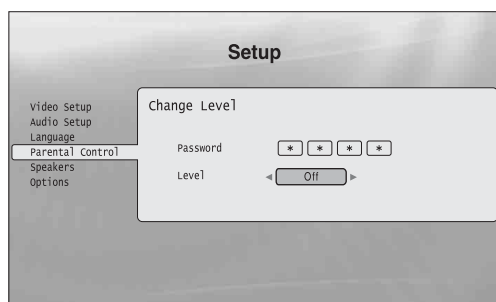 Setup
Video Setup
Audio Setup
Language
Parental Control
Speakers
Options
Change Level
Password * * * *
Level ◀ Off ▶